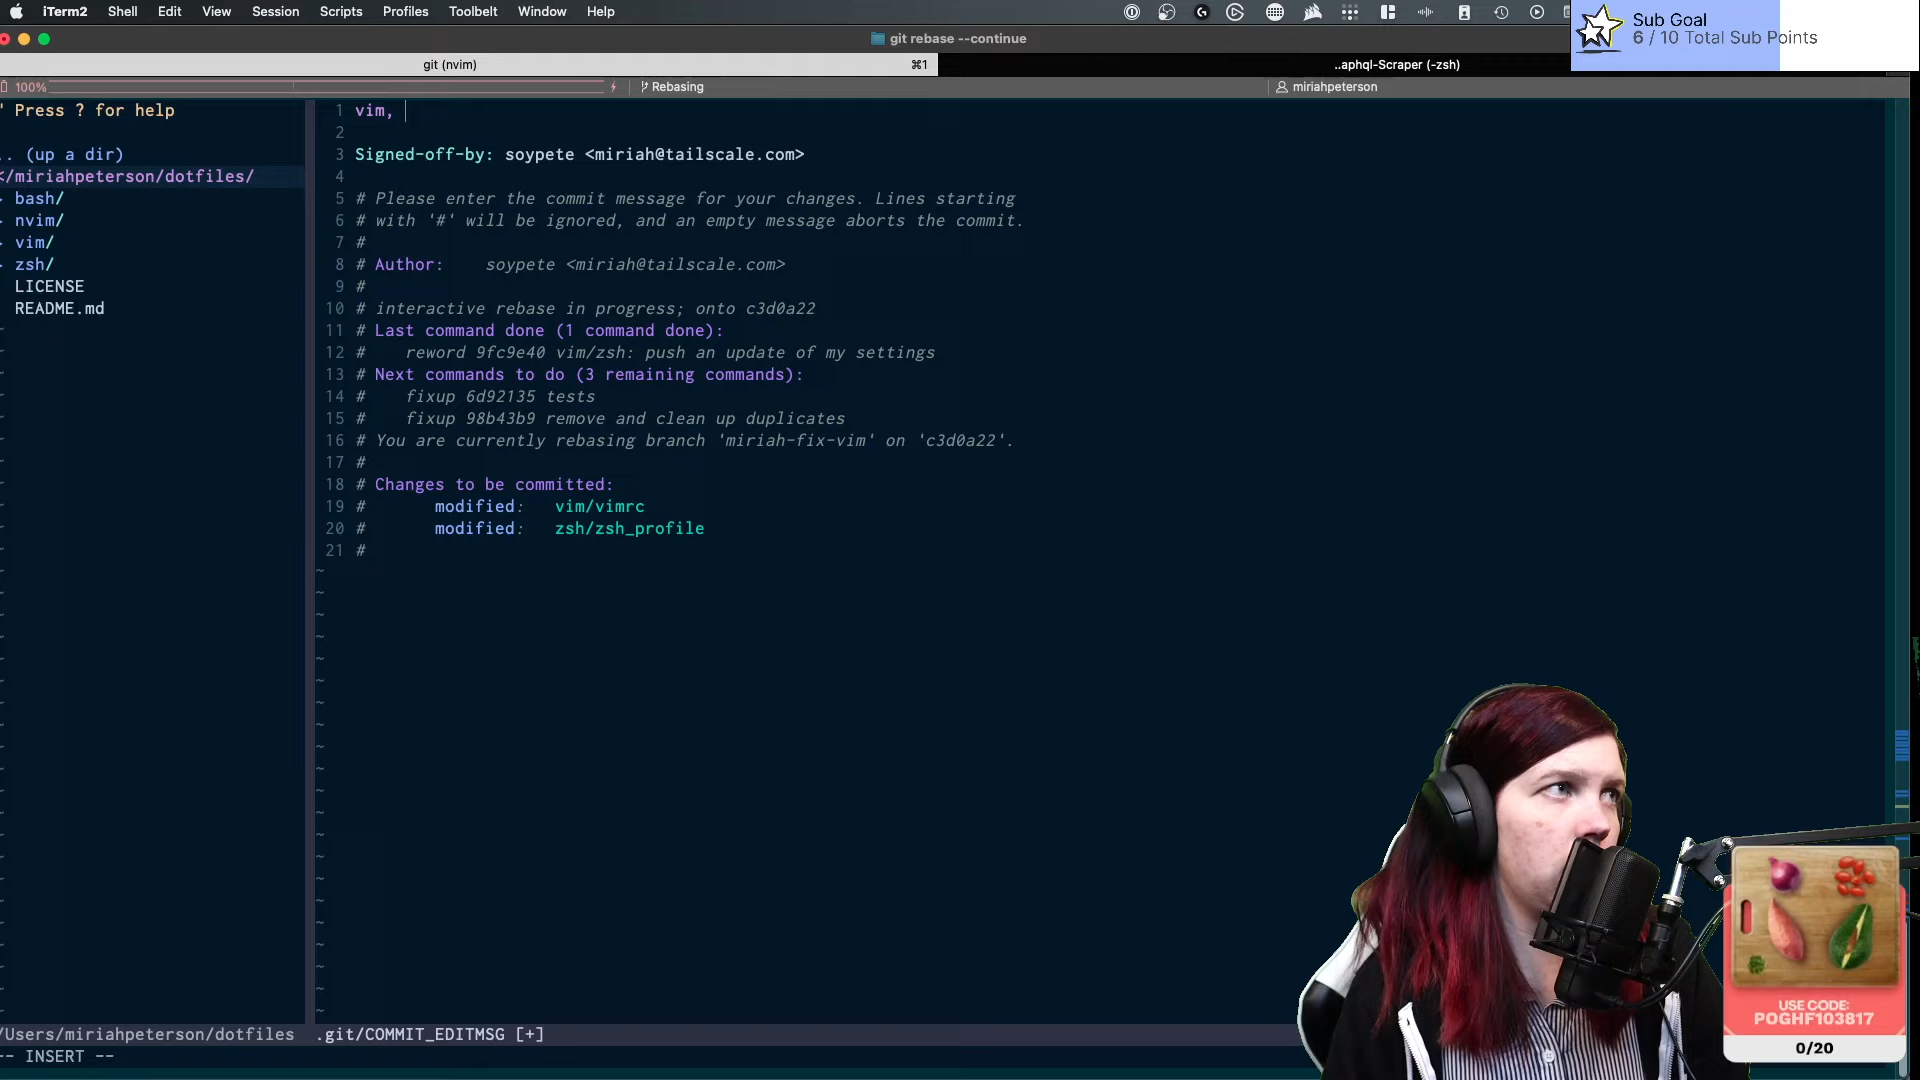 iTerm2 Shell Edit View Session Scripts Profiles Toolbelt Window Help
Sub Goal
6 / 10 Total Sub Points
git rebase --continue
git (nvim) ⌘1 ..aphql-Scraper (-zsh)
100% Rebasing miriahpeterson
" Press ? for help
.. (up a dir)
</miriahpeterson/dotfiles/
bash/
nvim/
vim/
zsh/
LICENSE
README.md
1 vim,
2
3 Signed-off-by: soypete <miriah@tailscale.com>
4
5 # Please enter the commit message for your changes. Lines starting
6 # with '#' will be ignored, and an empty message aborts the commit.
7 #
8 # Author:    soypete <miriah@tailscale.com>
9 #
10 # interactive rebase in progress; onto c3d0a22
11 # Last command done (1 command done):
12 #    reword 9fc9e40 vim/zsh: push an update of my settings
13 # Next commands to do (3 remaining commands):
14 #    fixup 6d92135 tests
15 #    fixup 98b43b9 remove and clean up duplicates
16 # You are currently rebasing branch 'miriah-fix-vim' on 'c3d0a22'.
17 #
18 # Changes to be committed:
19 #       modified:   vim/vimrc
20 #       modified:   zsh/zsh_profile
21 #
/Users/miriahpeterson/dotfiles .git/COMMIT_EDITMSG [+]
-- INSERT --
USE CODE:
POGHF103817
0/20